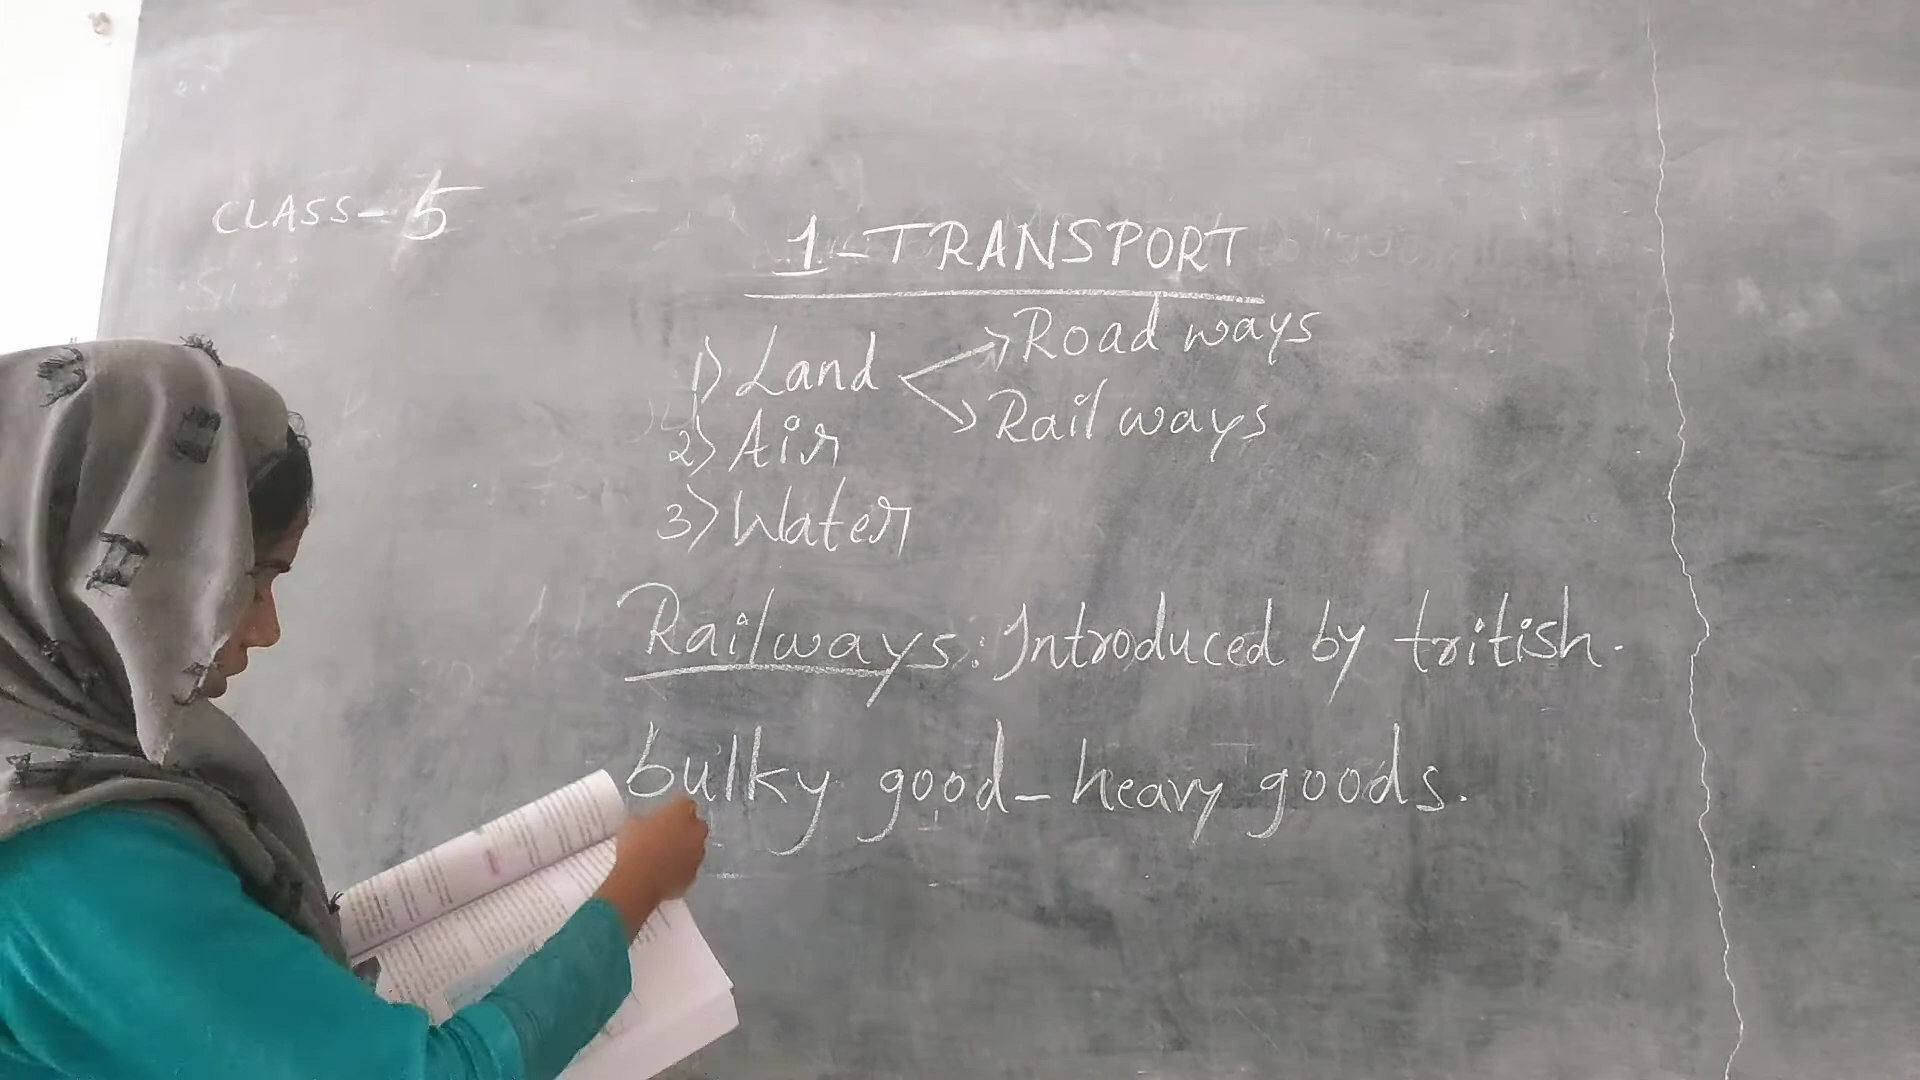 CLASS-5
1-TRANSPORT
1) Land → Road ways
→ Rail ways
2) Air
3) Water
Railways: Introduced by tritish.
bulky good - heavy goods.